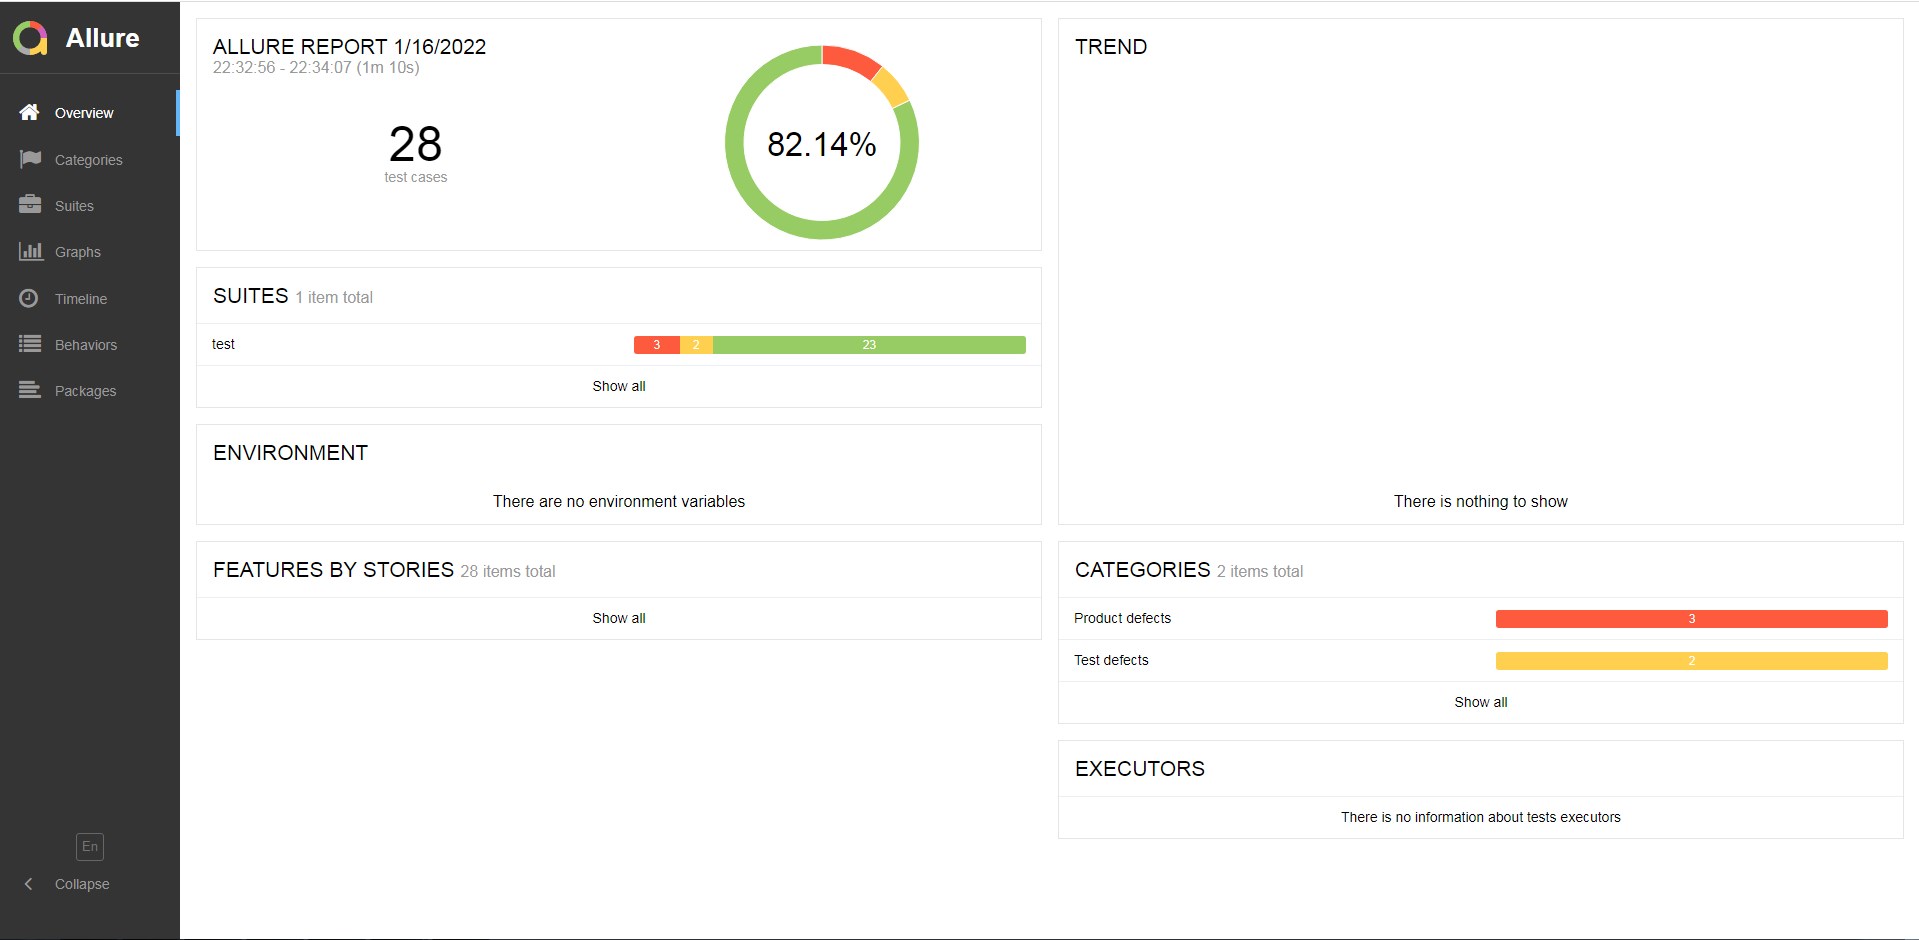 Allure
Overview
Categories
Suites
Graphs
Timeline
Behaviors
Packages
En
Collapse
ALLURE REPORT 1/16/2022
22:32:56 - 22:34:07 (1m 10s)
28
test cases
82.14%
SUITES 1 item total
test 3 2 23
Show all
ENVIRONMENT
There are no environment variables
FEATURES BY STORIES 28 items total
Show all
TREND
There is nothing to show
CATEGORIES 2 items total
Product defects 3
Test defects 2
Show all
EXECUTORS
There is no information about tests executors